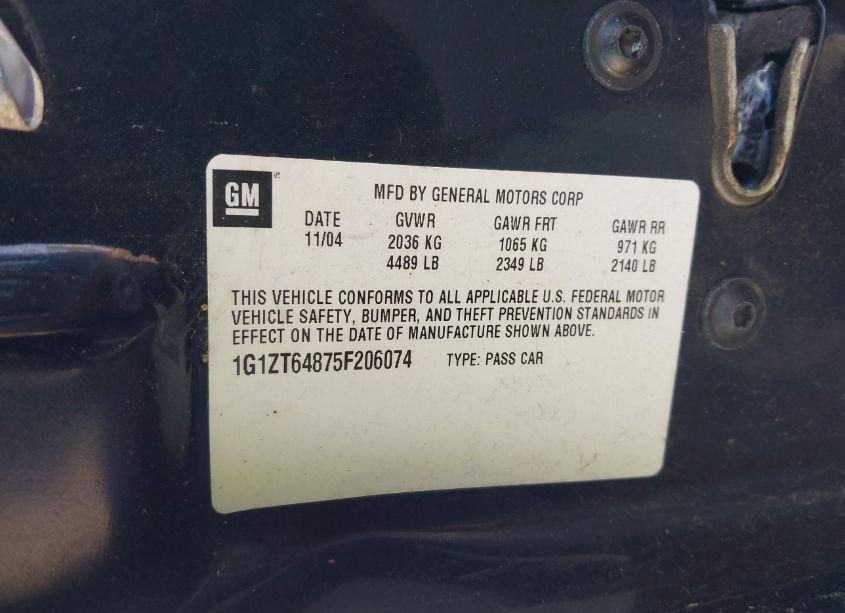 GM
MFD BY GENERAL MOTORS CORP
DATE GVWR GAWR FRT GAWR RR
11/04 2036 KG 1065 KG 971 KG
4489 LB 2349 LB 2140 LB
THIS VEHICLE CONFORMS TO ALL APPLICABLE U.S. FEDERAL MOTOR
VEHICLE SAFETY, BUMPER, AND THEFT PREVENTION STANDARDS IN
EFFECT ON THE DATE OF MANUFACTURE SHOWN ABOVE.
1G1ZT64875F206074 TYPE: PASS CAR